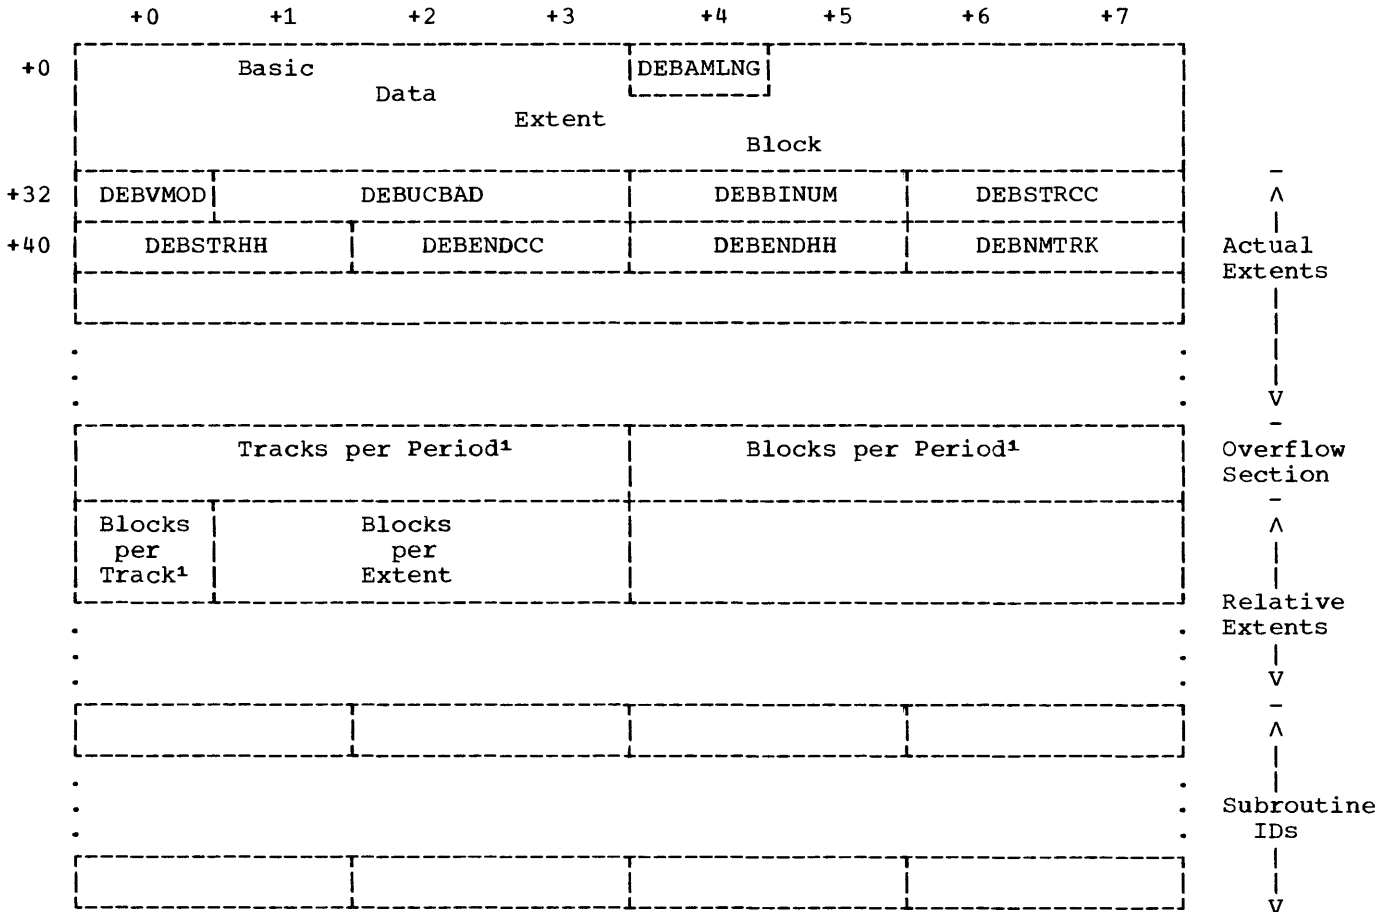 +0 +1 +2 +3 +4 +5 +6 +7
+0 Basic DEBAMLNG
Data
Extent
Block
+32 DEBVMOD DEBUCBAD DEBBINUM DEBSTRCC
+40 DEBSTRHH DEBENDCC DEBENDHH DEBNMTRK Actual
Extents
Tracks per Period¹ Blocks per Period¹ Overflow
Section
Blocks Blocks
per per
Track¹ Extent
Relative
Extents
Subroutine
IDs